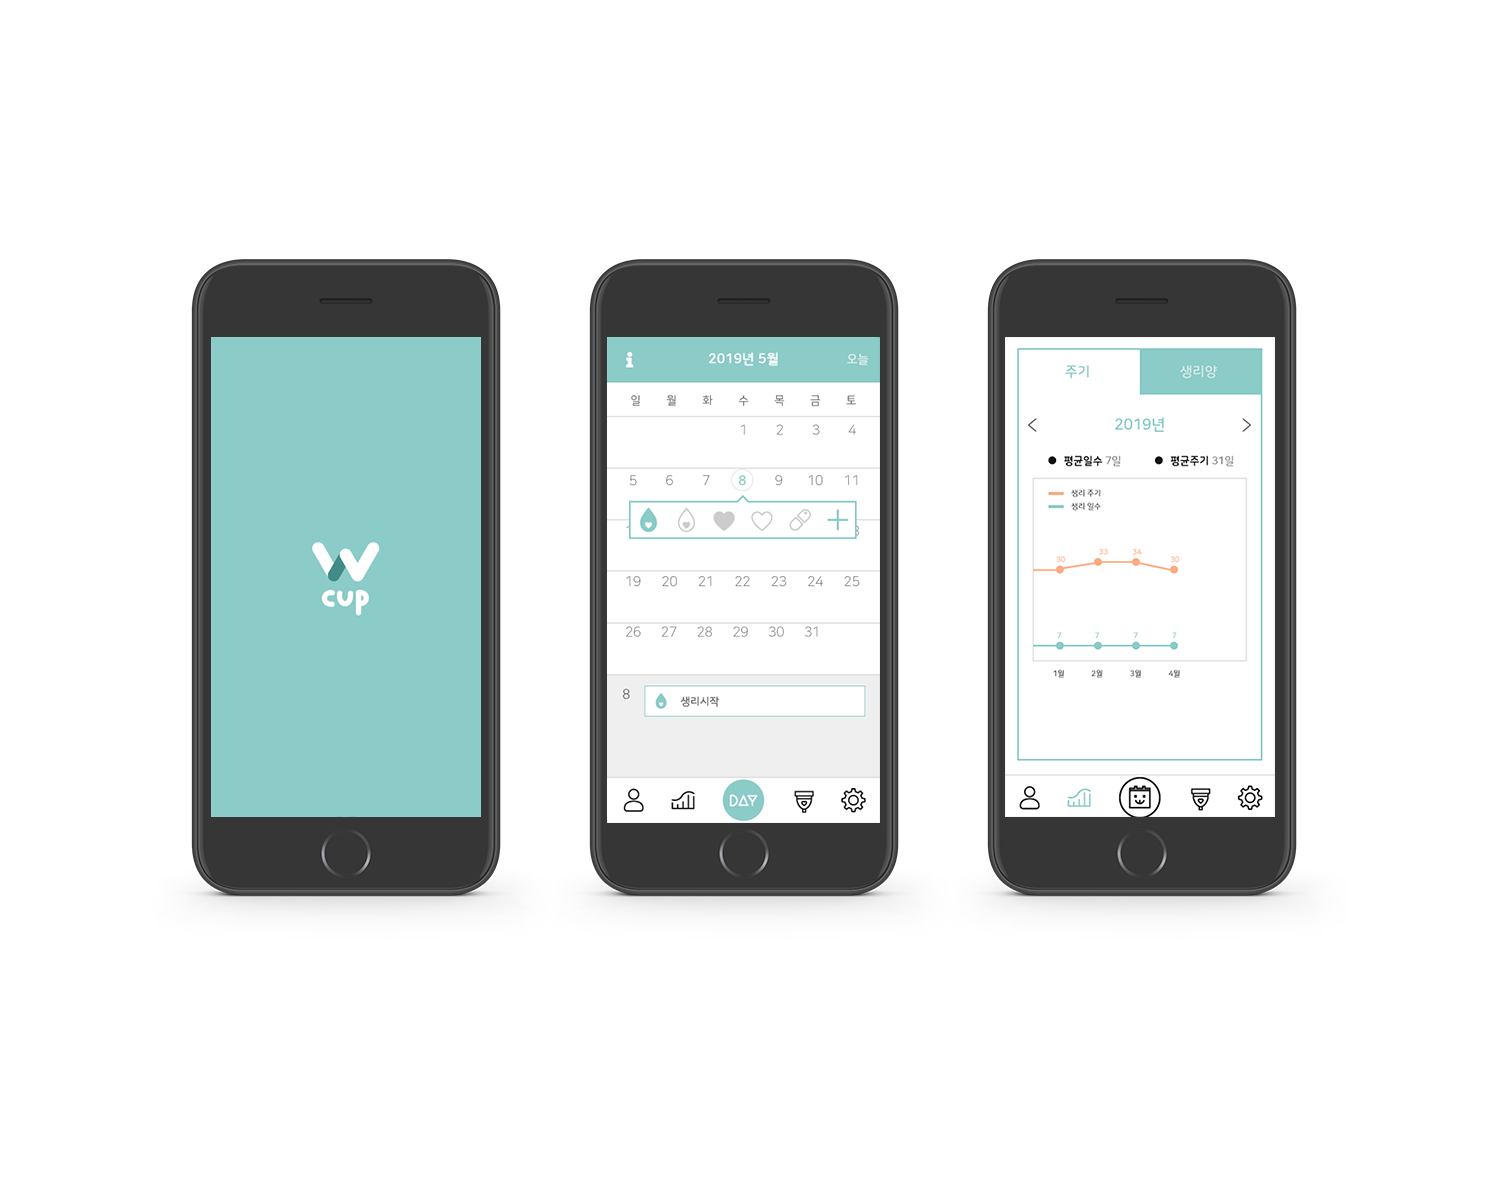 W
cup
2019년 5월
오늘
일 월 화 수 목 금 토
1 2 3 4
5 6 7 8 9 10 11
19 20 21 22 23 24 25
26 27 28 29 30 31
8 생리시작
DAY
주기 생리양
2019년
평균일수 7일 평균주기 31일
생리 주기
생리 일수
30 33 34 30
7 7 7 7
1월 2월 3월 4월